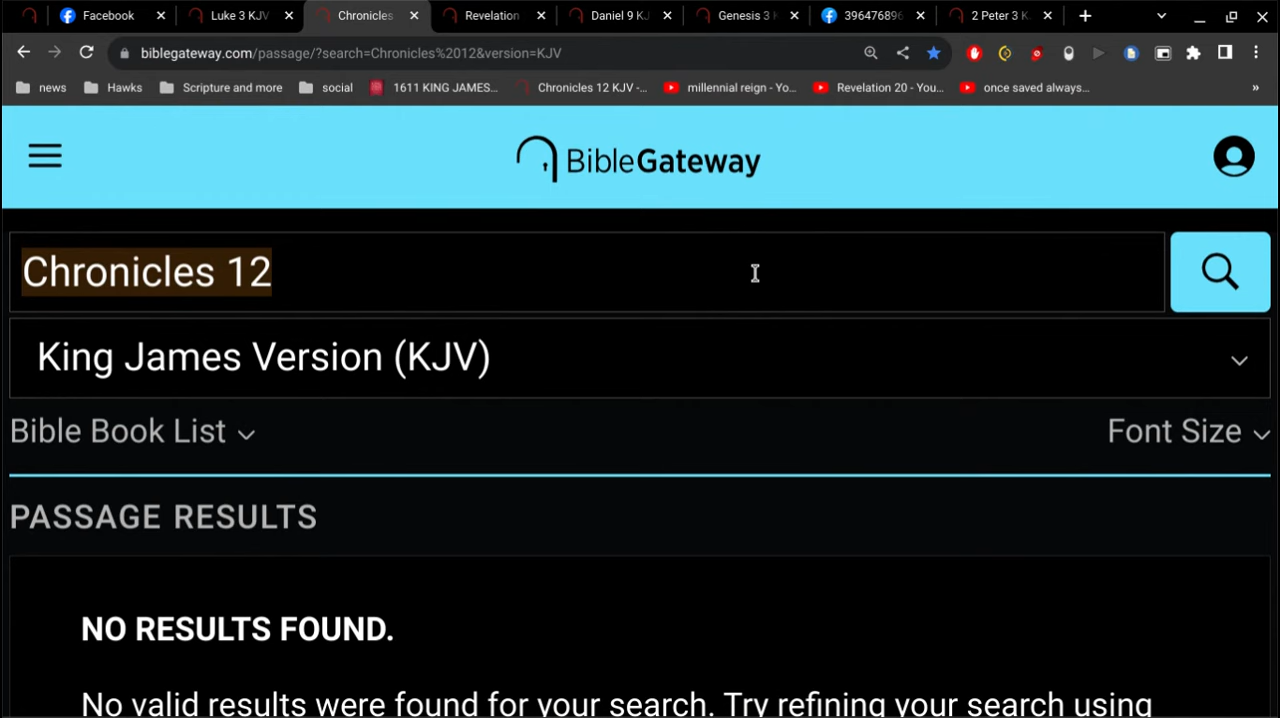 Facebook
Luke 3 KJV
Chronicles
Revelation
Daniel 9 KJ
Genesis 3
396476896
2 Peter 3 K
biblegateway.com/passage/?search=Chronicles%2012&version=KJV
news
Hawks
Scripture and more
social
1611 KING JAMES...
Chronicles 12 KJV -...
millennial reign - Yo...
Revelation 20 - You...
once saved always...
»
BibleGateway
Chronicles 12
King James Version (KJV)
Bible Book List
Font Size
PASSAGE RESULTS
NO RESULTS FOUND.
No valid results were found for your search. Try refining your search using